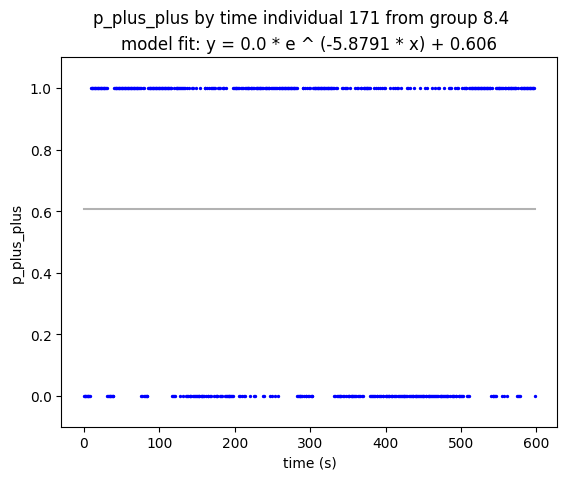 p_plus_plus by time individual 171 from group 8.4
model fit: y = 0.0 * e ^ (-5.8791 * x) + 0.606
1.0
0.8
0.6
0.4
0.2
0.0
p_plus_plus
0 100 200 300 400 500 600
time (s)